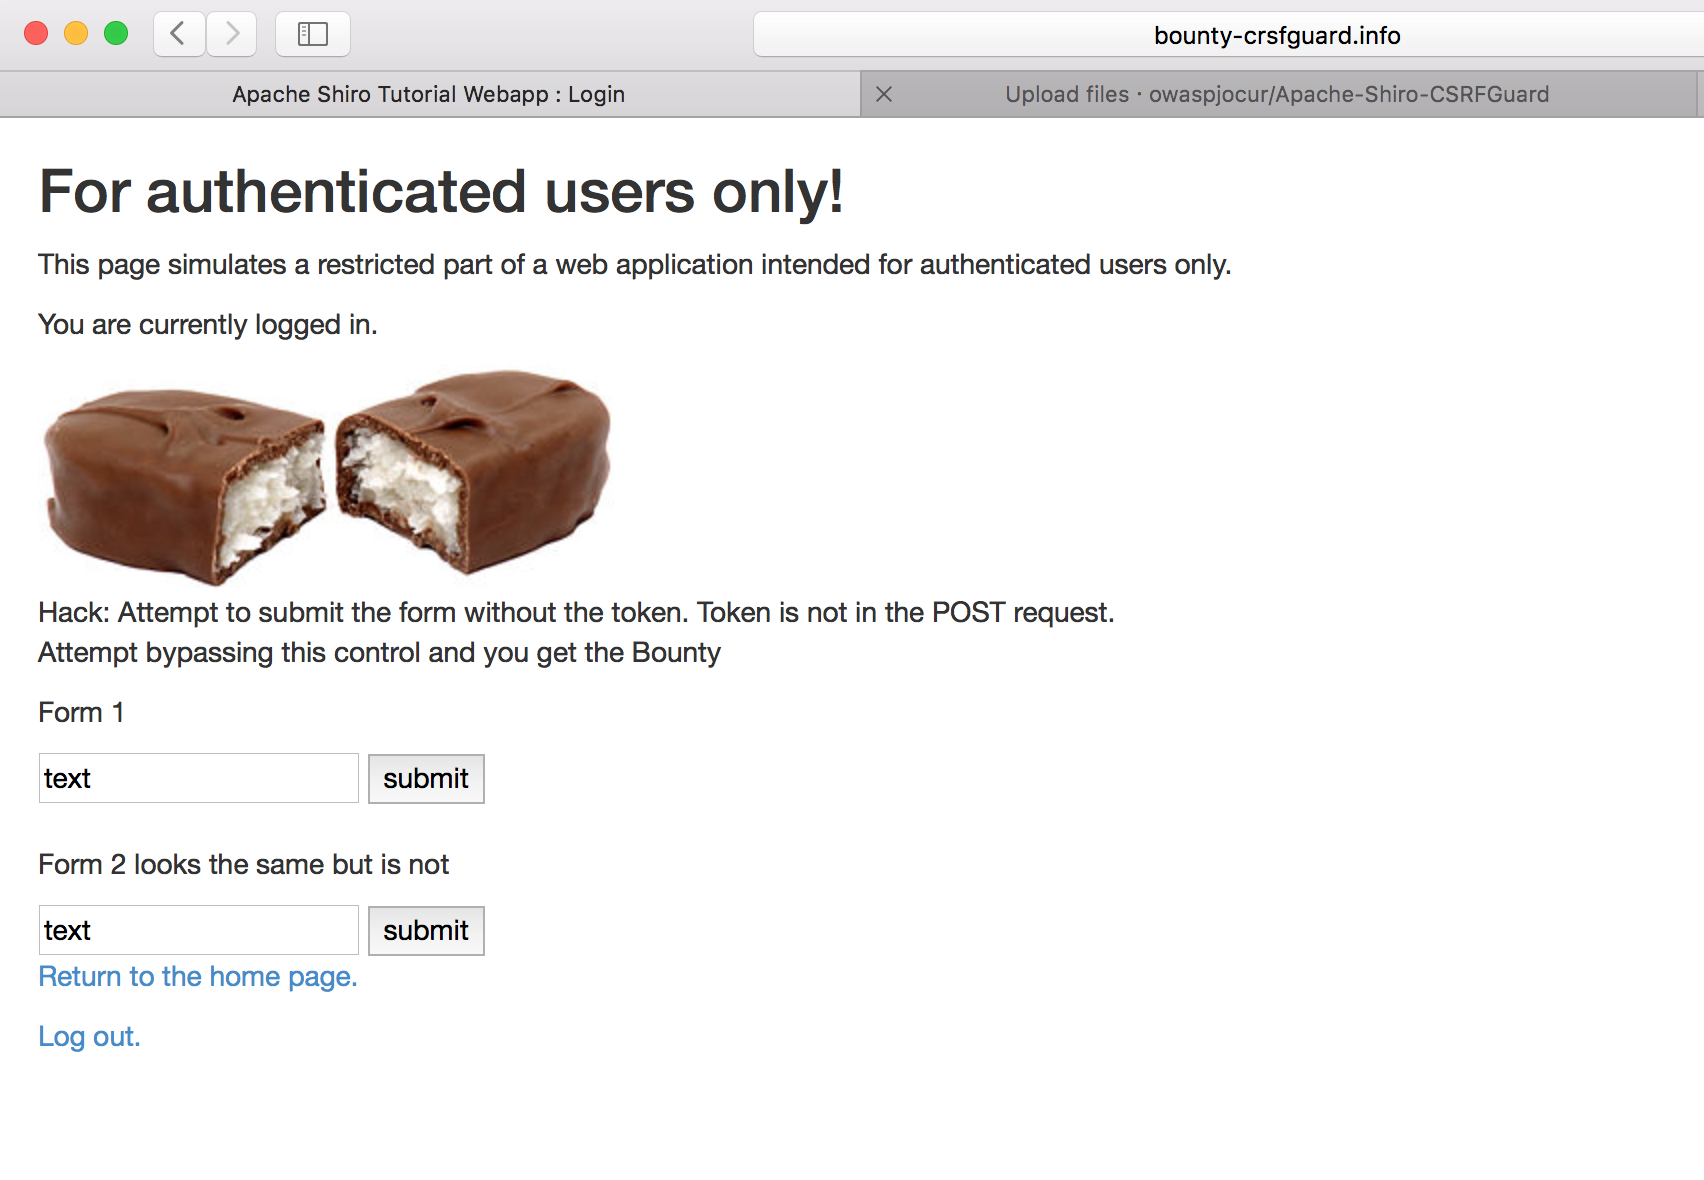 bounty-crsfguard.info
Apache Shiro Tutorial Webapp : Login
Upload files · owaspjocur/Apache-Shiro-CSRFGuard
For authenticated users only!
This page simulates a restricted part of a web application intended for authenticated users only.
You are currently logged in.
Hack: Attempt to submit the form without the token. Token is not in the POST request.
Attempt bypassing this control and you get the Bounty
Form 1
text submit
Form 2 looks the same but is not
text submit
Return to the home page.
Log out.